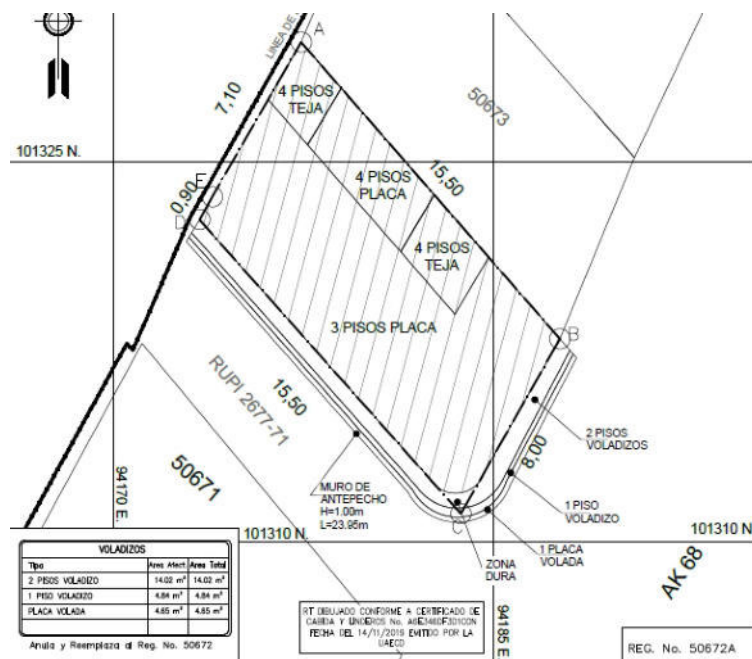 LINEA DE
A
4 PISOS
TEJA
7,10
50673
101325 N.
15,50
4 PISOS
PLACA
0,90
E
D
4 PISOS
TEJA
3 PISOS PLACA
B
RUPI 2677-71
15,50
2 PISOS
VOLADIZOS
8,00
50671
94170 E.
MURO DE
ANTEPECHO
H=1.00m
L=23.95m
1 PISO
VOLADIZO
C
101310 N.
101310 N.
ZONA
DURA
1 PLACA
VOLADA
AK 68
94185 E.
VOLADIZOS
Tipo Area Afect. Area Total
2 PISOS VOLADIZO 14.02 m² 14.02 m²
1 PISO VOLADIZO 4.84 m² 4.84 m²
PLACA VOLADA 4.85 m² 4.85 m²
Anula y Reemplaza al Reg. No. 50672
RT DIBUJADO CONFORME A CERTIFICADO DE
CABIDA Y LINDEROS No.
FECHA DEL 14/11/2019 EMITIDO POR LA
UAECD
REG. No. 50672A